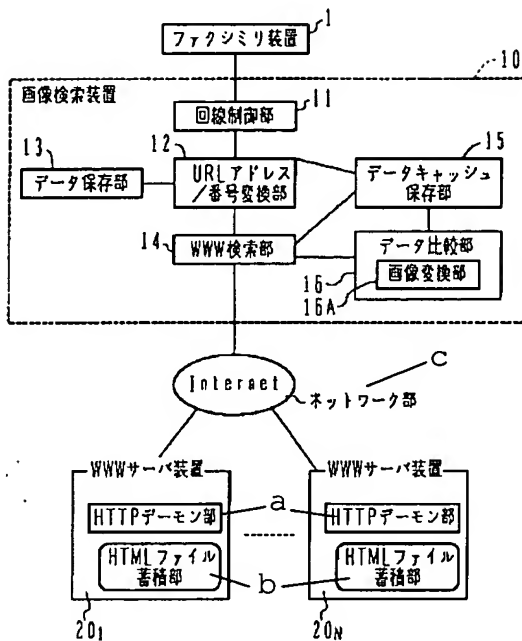 1
ファクシミリ装置
10
画像検索装置
11
回線制御部
13
12
15
データ保存部
URLアドレス
/番号変換部
データキャッシュ
保存部
14
WWW検索部
データ比較部
画像変換部
16
16A
Internet
ネットワーク部
c
WWWサーバ装置
WWWサーバ装置
HTTPデーモン部
a
HTTPデーモン部
HTMLファイル
蓄積部
b
HTMLファイル
蓄積部
20₁
20N